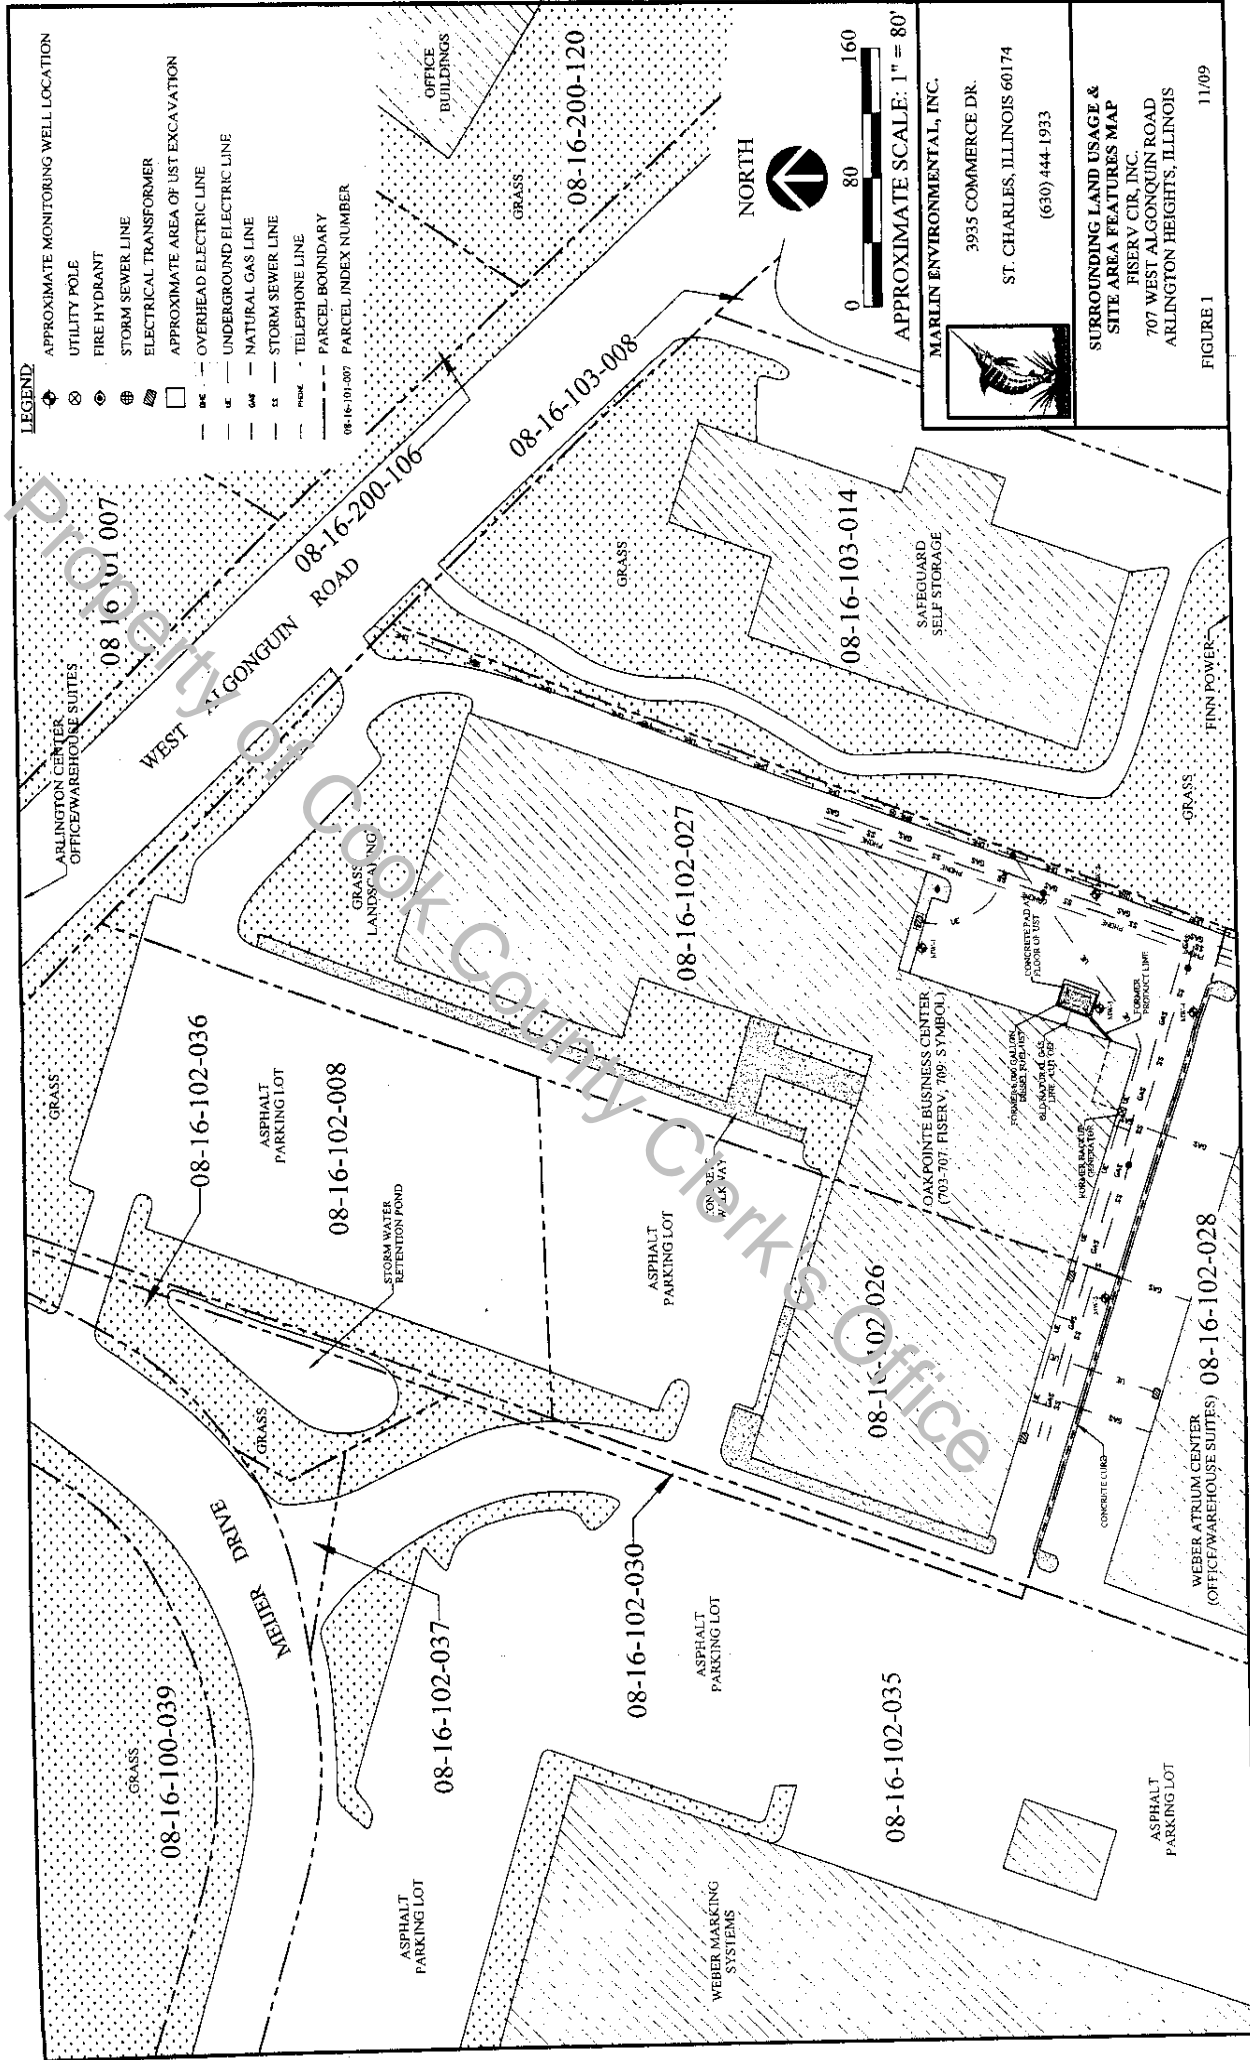 LEGEND
APPROXIMATE MONITORING WELL LOCATION
UTILITY POLE
FIRE HYDRANT
STORM SEWER LINE
ELECTRICAL TRANSFORMER
APPROXIMATE AREA OF UST EXCAVATION
OHE OVERHEAD ELECTRIC LINE
UE UNDERGROUND ELECTRIC LINE
GAS NATURAL GAS LINE
SS STORM SEWER LINE
PHONE TELEPHONE LINE
PARCEL BOUNDARY
08-16-101-007 PARCEL INDEX NUMBER
OFFICE
BUILDINGS
GRASS
08-16-200-120
ARLINGTON CENTER
OFFICE/WAREHOUSE SUITES
08 16 101 007
WEST ALGONGUIN ROAD
08-16-200-106
08-16-103-008
GRASS
08-16-103-014
SAFEGUARD
SELF STORAGE
FINN POWER
GRASS
GRASS
LANDSCAPING
08-16-102-027
GRASS
08-16-102-036
ASPHALT
PARKING LOT
08-16-102-008
STORM WATER
RETENTION POND
GRASS
ASPHALT
PARKING LOT
CONCRETE
WALKWAY
OAKPOINTE BUSINESS CENTER
(703-707: FISERV, 709: SYMBOL)
CONCRETE PAD AT
FLOOR OF UST
FORMER
PRODUCT LINE
FORMER BACKUP
GENERATOR
MW-1
08-16-102-026
CONCRETE CURB
WEBER ATRIUM CENTER
(OFFICE/WAREHOUSE SUITES)
08-16-102-028
MEIJER DRIVE
GRASS
08-16-100-039
08-16-102-037
08-16-102-030
ASPHALT
PARKING LOT
ASPHALT
PARKING LOT
08-16-102-035
WEBER MARKING
SYSTEMS
ASPHALT
PARKING LOT
NORTH
0 80 160
APPROXIMATE SCALE: 1" = 80'
MARLIN ENVIRONMENTAL, INC.
3935 COMMERCE DR.
ST. CHARLES, ILLINOIS 60174
(630) 444-1933
SURROUNDING LAND USAGE &
SITE AREA FEATURES MAP
FISERV CIR, INC.
707 WEST ALGONQUIN ROAD
ARLINGTON HEIGHTS, ILLINOIS
FIGURE 1 11/09
Property of Cook County Clerk's Office